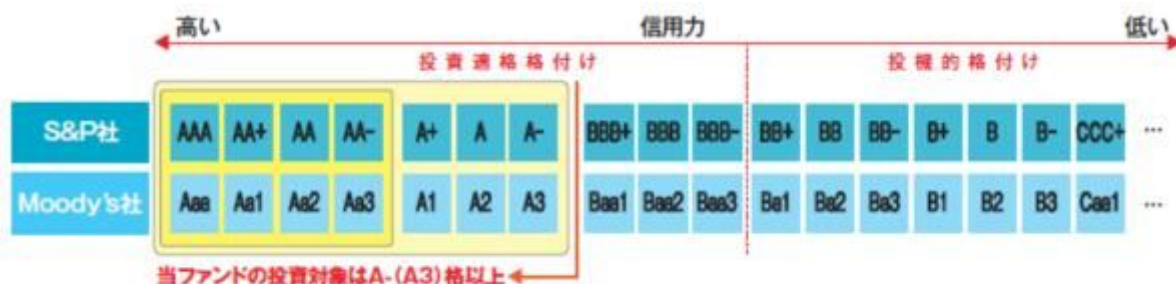 高い 信用力 低い
投資適格格付け 投機的格付け
S&P社 AAA AA+ AA AA- A+ A A- BBB+ BBB BBB- BB+ BB BB- B+ B B- CCC+ …
Moody's社 Aaa Aa1 Aa2 Aa3 A1 A2 A3 Baa1 Baa2 Baa3 Ba1 Ba2 Ba3 B1 B2 B3 Caa1 …
当ファンドの投資対象はA-(A3)格以上